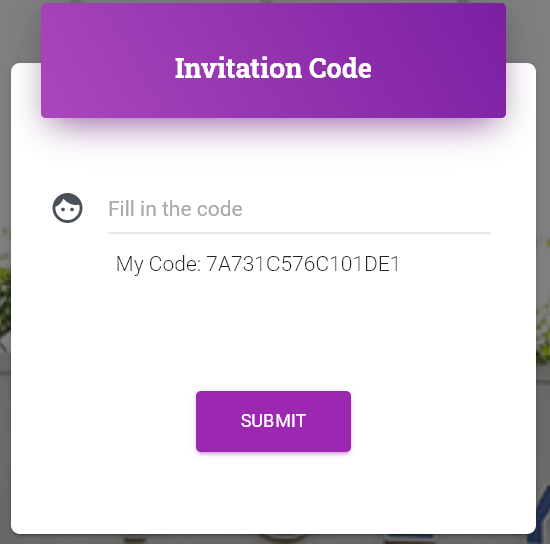 Invitation Code
Fill in the code
My Code: 7A731C576C101DE1
SUBMIT